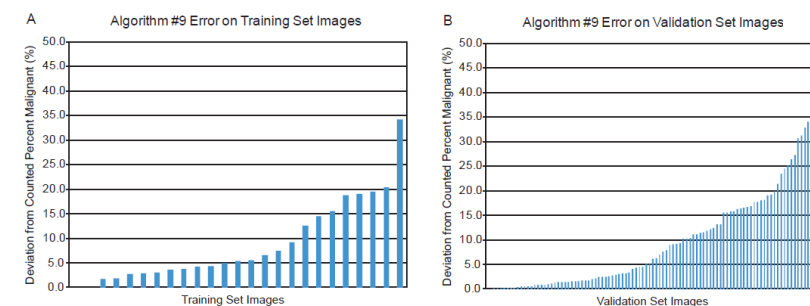 A
Algorithm #9 Error on Training Set Images
Deviation from Counted Percent Malignant (%)
50.0
45.0
40.0
35.0
30.0
25.0
20.0
15.0
10.0
5.0
0.0
Training Set Images
B
Algorithm #9 Error on Validation Set Images
Deviation from Counted Percent Malignant (%)
50.0
45.0
40.0
35.0
30.0
25.0
20.0
15.0
10.0
5.0
0.0
Validation Set Images